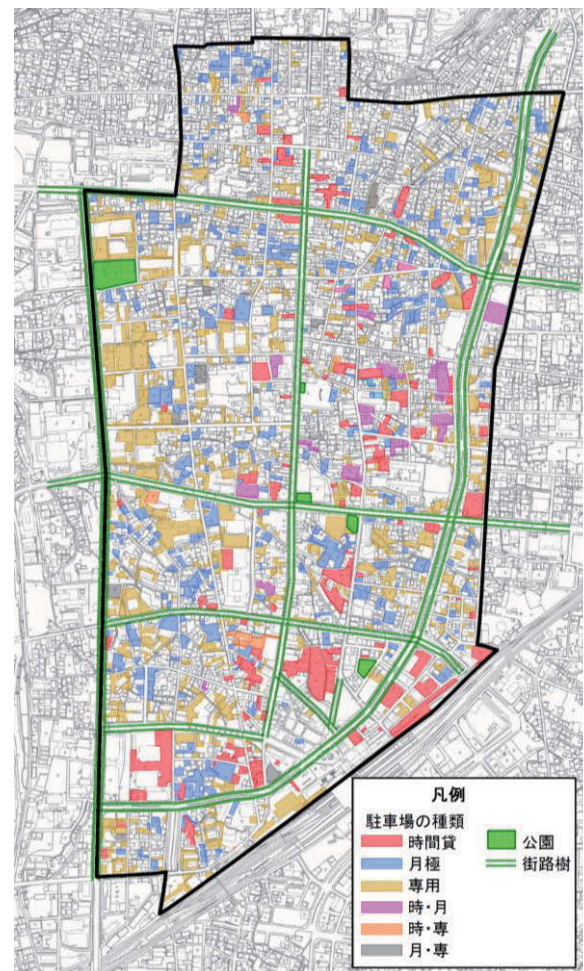 凡例
駐車場の種類
時間貸
月極
専用
時・月
時・専
月・専
公園
街路樹